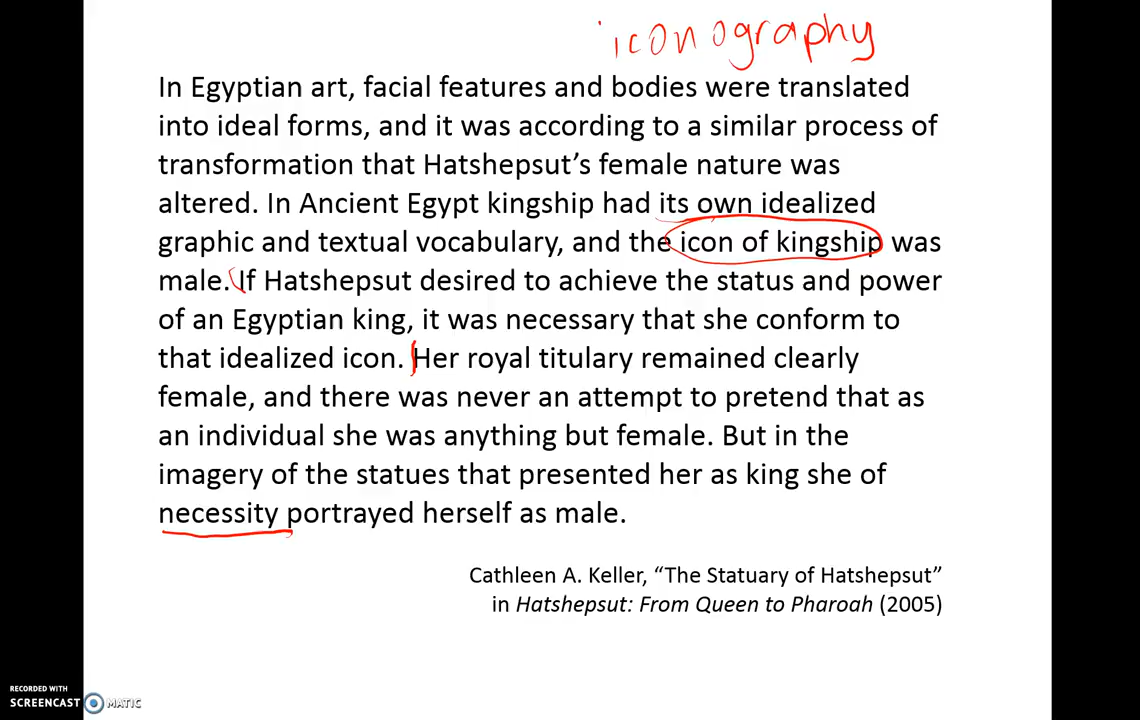 iconography
In Egyptian art, facial features and bodies were translated
into ideal forms, and it was according to a similar process of
transformation that Hatshepsut’s female nature was
altered. In Ancient Egypt kingship had its own idealized
graphic and textual vocabulary, and the icon of kingship was
male. If Hatshepsut desired to achieve the status and power
of an Egyptian king, it was necessary that she conform to
that idealized icon. Her royal titulary remained clearly
female, and there was never an attempt to pretend that as
an individual she was anything but female. But in the
imagery of the statues that presented her as king she of
necessity portrayed herself as male.
Cathleen A. Keller, “The Statuary of Hatshepsut”
in Hatshepsut: From Queen to Pharoah (2005)
RECORDED WITH
SCREENCAST MATIC